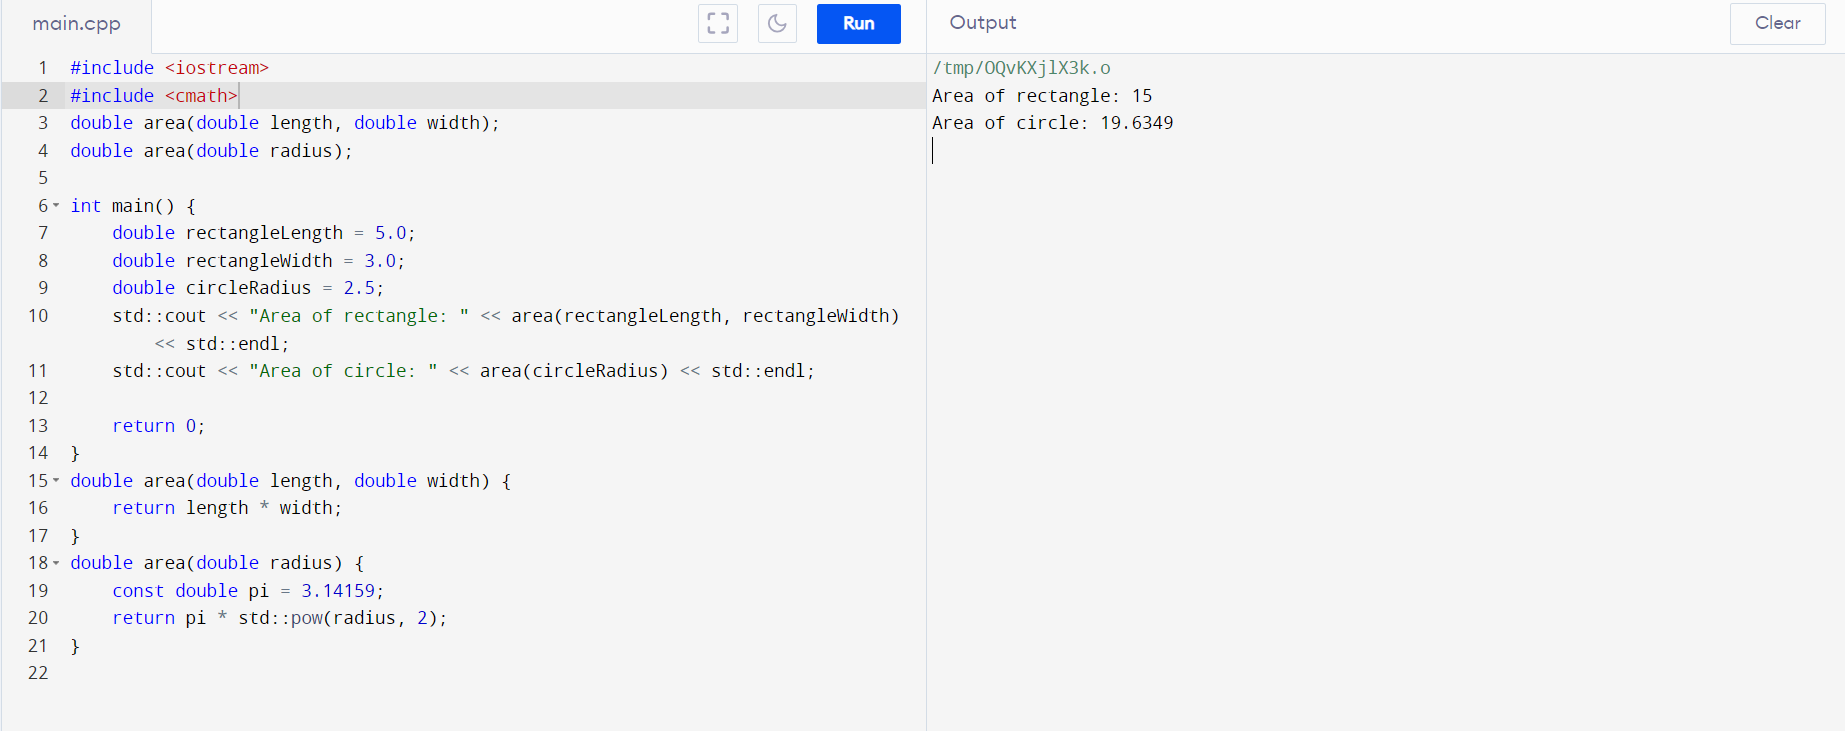 main.cpp
Run
Output
Clear
1 #include <iostream>
2 #include <cmath>
3 double area(double length, double width);
4 double area(double radius);
5
6 int main() {
7     double rectangleLength = 5.0;
8     double rectangleWidth = 3.0;
9     double circleRadius = 2.5;
10     std::cout << "Area of rectangle: " << area(rectangleLength, rectangleWidth)
        << std::endl;
11     std::cout << "Area of circle: " << area(circleRadius) << std::endl;
12
13     return 0;
14 }
15 double area(double length, double width) {
16     return length * width;
17 }
18 double area(double radius) {
19     const double pi = 3.14159;
20     return pi * std::pow(radius, 2);
21 }
22
/tmp/OQvKXjlX3k.o
Area of rectangle: 15
Area of circle: 19.6349